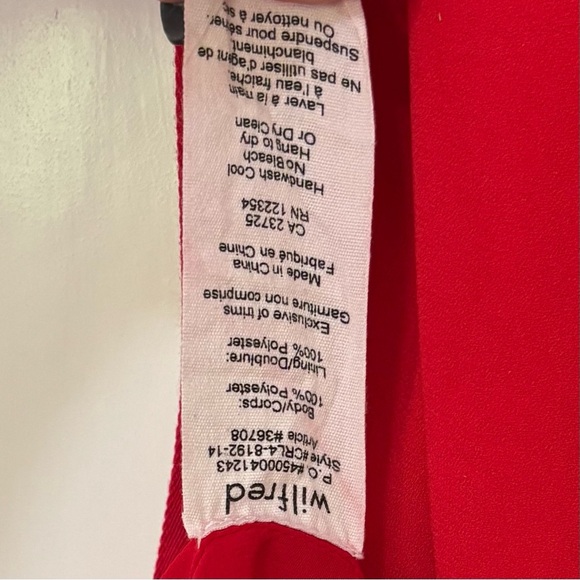 wilfred
P.O.#4500041243
Style#CRL4-8192-14
Article #36708
Body/Corps:
100% Polyester
Lining/Doublure:
100% Polyester
Exclusive of trims
Garniture non comprise
Made in China
Fabriqué en Chine
CA 23725
RN 122354
Handwash Cool
No Bleach
Hang to dry
Or Dry Clean
Laver à la main
à l'eau fraiche.
Ne pas utiliser d'agent de
blanchiment.
Suspendre pour sécher.
Ou nettoyer à sec